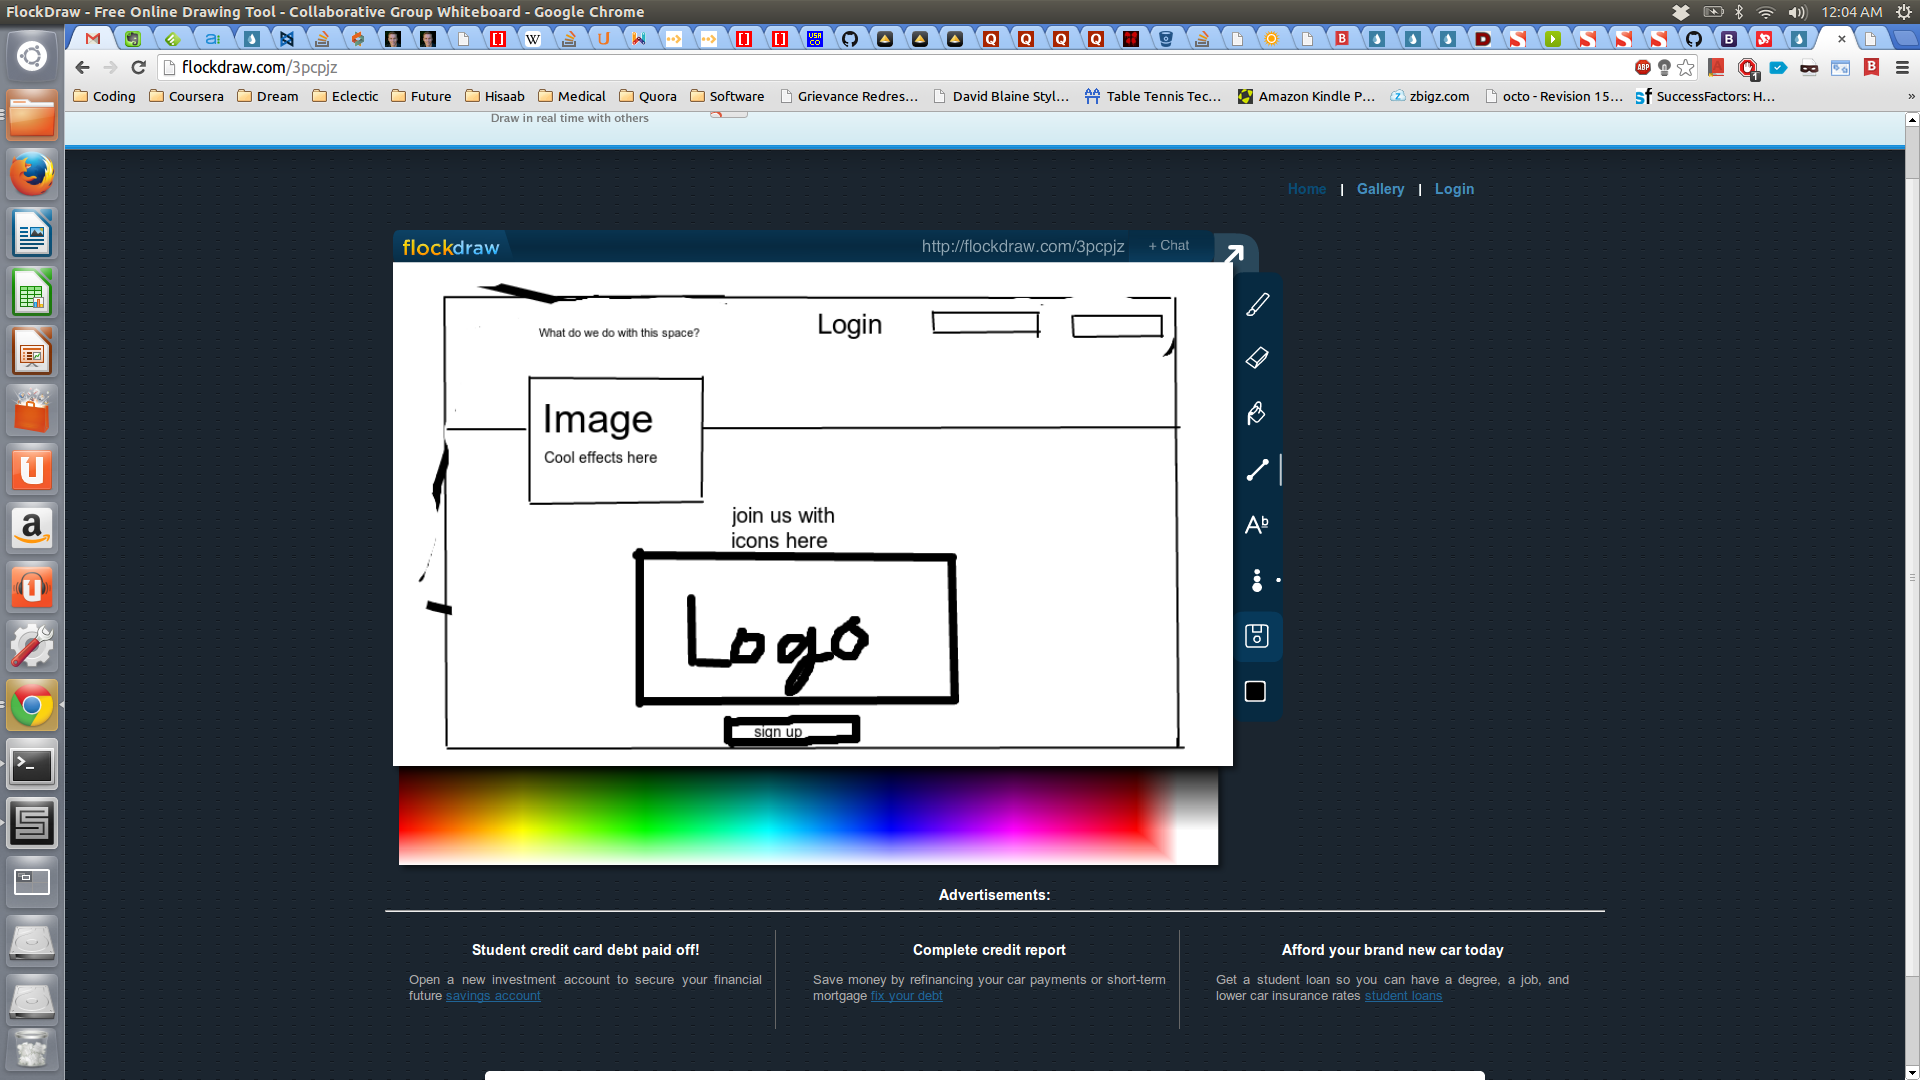 FlockDraw - Free Online Drawing Tool - Collaborative Group Whiteboard - Google Chrome
12:04 AM
flockdraw.com/3pcpjz
Coding
Coursera
Dream
Eclectic
Future
Hisaab
Medical
Quora
Software
Grievance Redres...
David Blaine Styl...
Table Tennis Tec...
Amazon Kindle P...
zbigz.com
octo - Revision 15...
SuccessFactors: H...
»
Draw in real time with others
Home | Gallery | Login
flockdraw
http://flockdraw.com/3pcpjz
+ Chat
What do we do with this space?
Login
Image
Cool effects here
join us with
icons here
Logo
sign up
Advertisements:
Student credit card debt paid off!
Open a new investment account to secure your financial
future savings account
Complete credit report
Save money by refinancing your car payments or short-term
mortgage fix your debt
Afford your brand new car today
Get a student loan so you can have a degree, a job, and
lower car insurance rates student loans